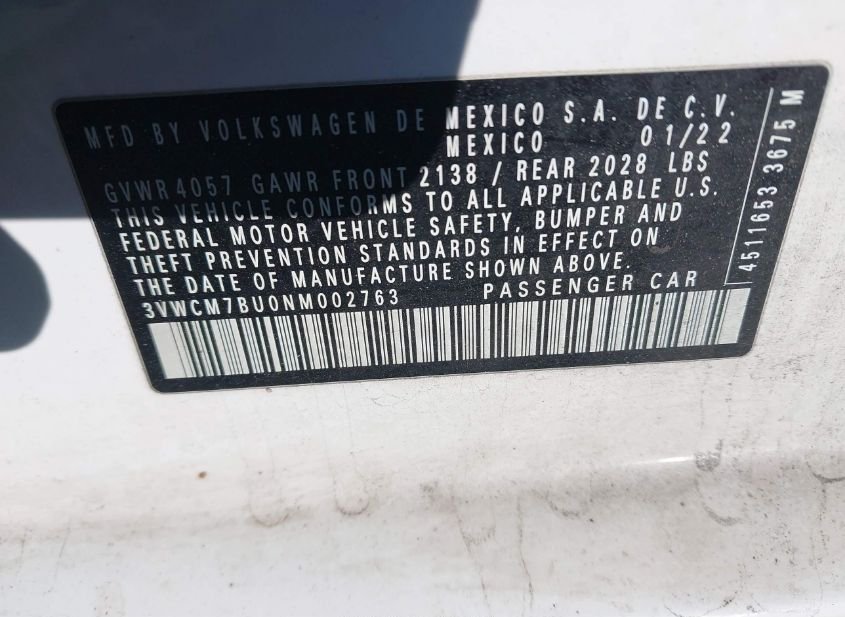 MFD BY VOLKSWAGEN DE MEXICO S.A. DE C.V.
MEXICO 01/22
GVWR 4057 GAWR FRONT 2138 / REAR 2028 LBS
THIS VEHICLE CONFORMS TO ALL APPLICABLE U.S.
FEDERAL MOTOR VEHICLE SAFETY, BUMPER AND
THEFT PREVENTION STANDARDS IN EFFECT ON
THE DATE OF MANUFACTURE SHOWN ABOVE.
3VWCM7BU0NM002763 PASSENGER CAR
4511653 3675 M